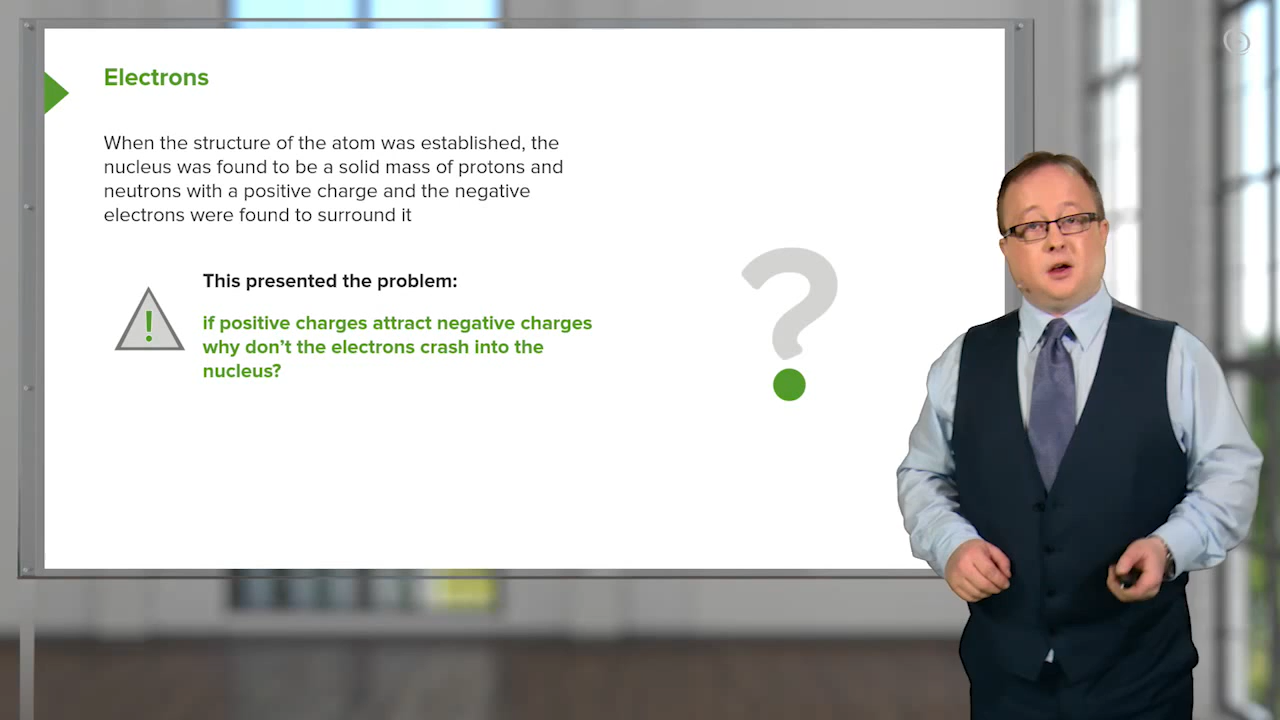 Electrons
When the structure of the atom was established, the
nucleus was found to be a solid mass of protons and
neutrons with a positive charge and the negative
electrons were found to surround it
This presented the problem:
if positive charges attract negative charges
why don’t the electrons crash into the
nucleus?